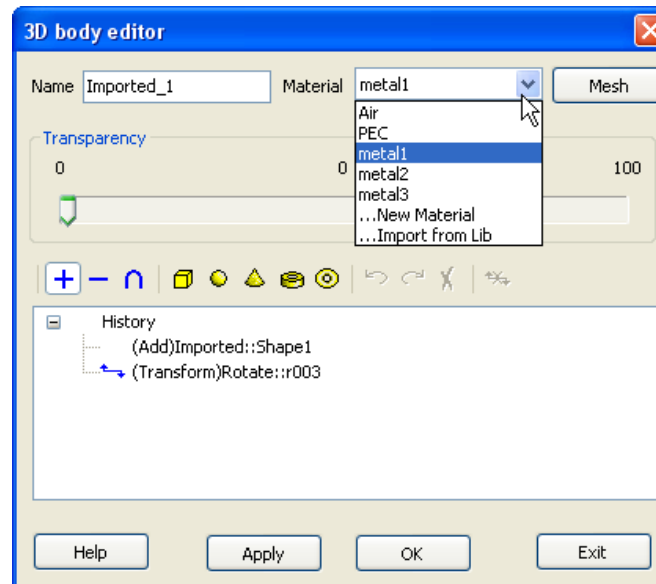 3D body editor
Name Imported_1 Material metal1 Mesh
Air
PEC
metal1
metal2
metal3
...New Material
...Import from Lib
Transparency
0 0 100
History
(Add)Imported::Shape1
(Transform)Rotate::r003
Help Apply OK Exit